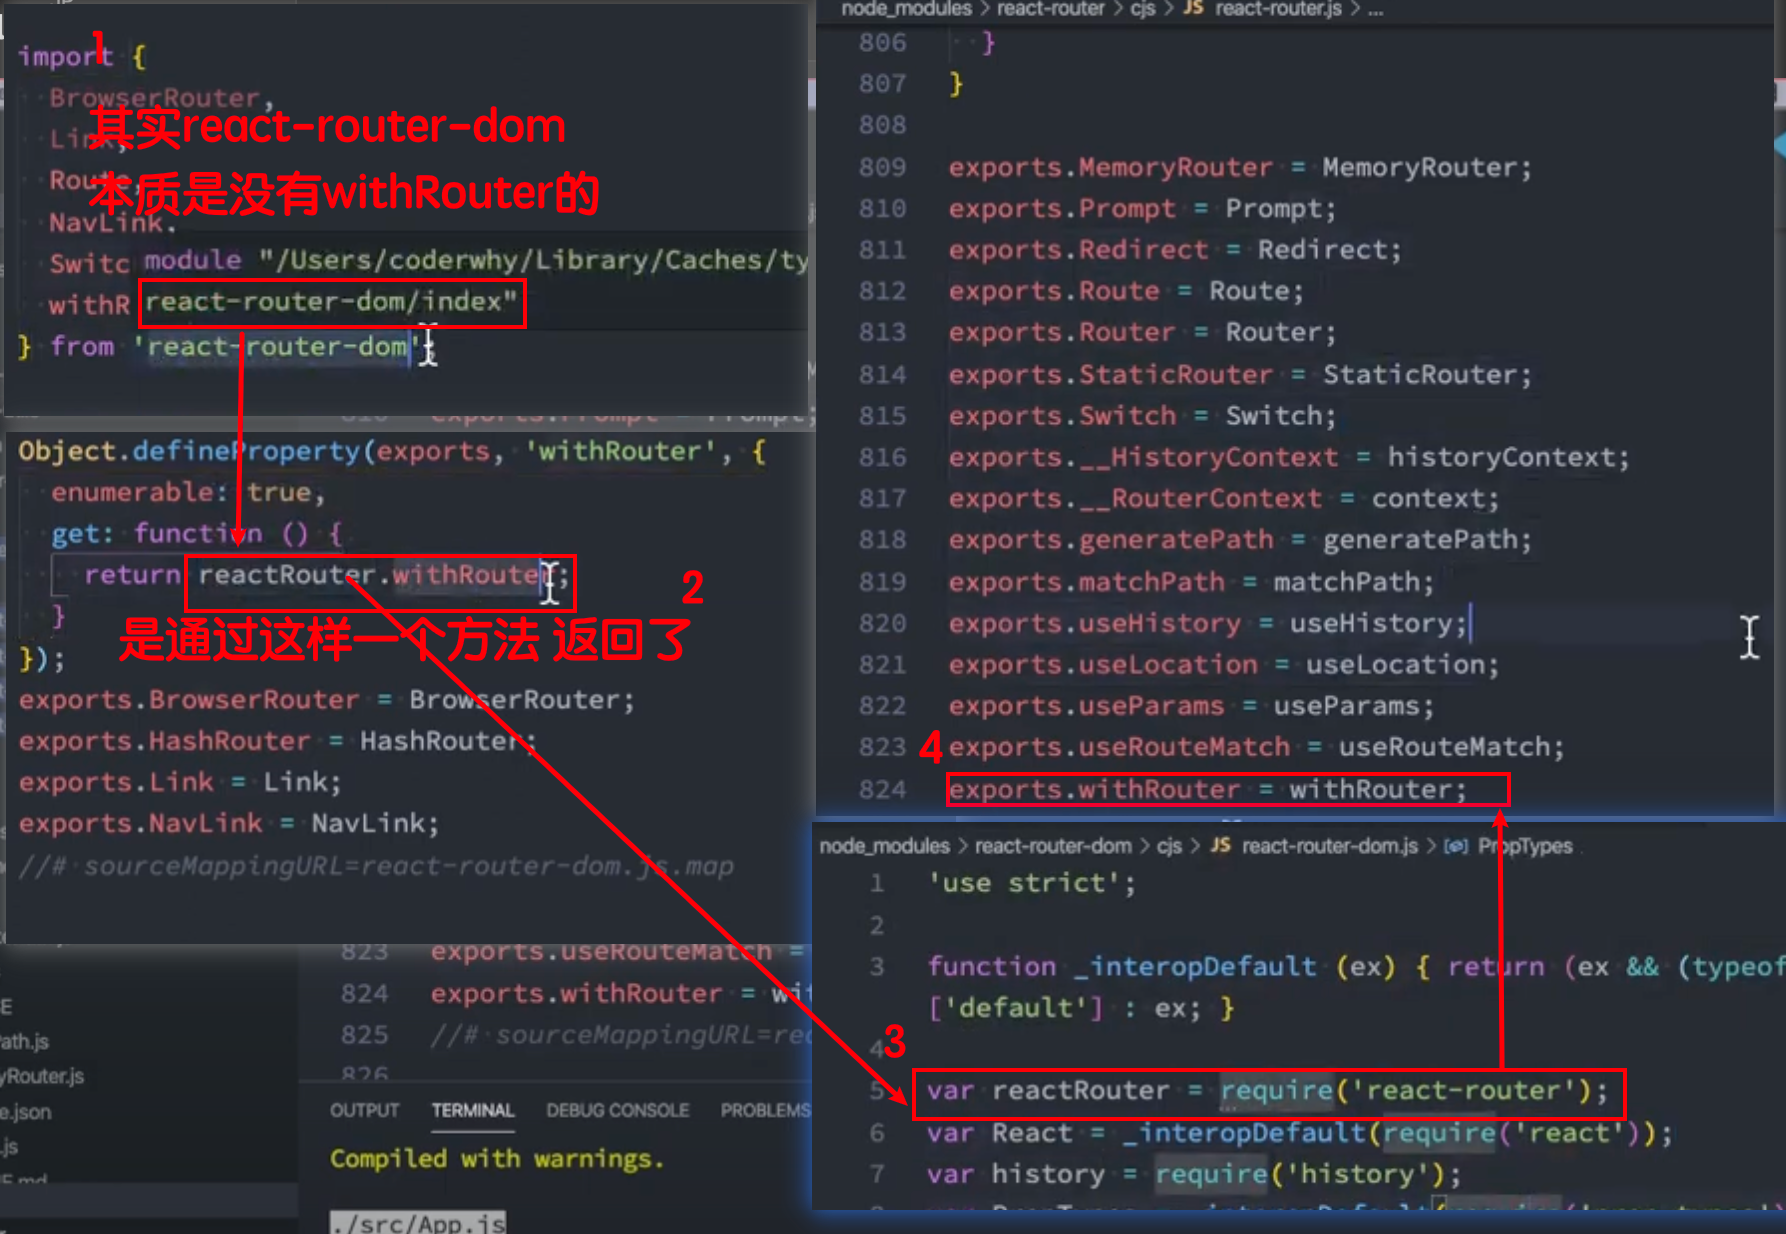 1
import {
BrowserRouter,
Link,
Route,
NavLink,
Switc
withR
} from 'react-router-dom';
module "/Users/coderwhy/Library/Caches/ty
react-router-dom/index"
其实react-router-dom
本质是没有withRouter的
Object.defineProperty(exports, 'withRouter', {
enumerable: true,
get: function () {
return reactRouter.withRouter;
}
});
2
是通过这样一个方法 返回了
exports.BrowserRouter = BrowserRouter;
exports.HashRouter = HashRouter;
exports.Link = Link;
exports.NavLink = NavLink;
//# sourceMappingURL=react-router-dom.js.map
823 exports.useRouteMatch =
824 exports.withRouter = wit
825 //# sourceMappingURL=rea
826
ath.js
yRouter.js
e.json
.js
E.md
OUTPUT TERMINAL DEBUG CONSOLE PROBLEMS
Compiled with warnings.
./src/App.js
node_modules > react-router > cjs > JS react-router.js > ...
806 }
807 }
808
809 exports.MemoryRouter = MemoryRouter;
810 exports.Prompt = Prompt;
811 exports.Redirect = Redirect;
812 exports.Route = Route;
813 exports.Router = Router;
814 exports.StaticRouter = StaticRouter;
815 exports.Switch = Switch;
816 exports.__HistoryContext = historyContext;
817 exports.__RouterContext = context;
818 exports.generatePath = generatePath;
819 exports.matchPath = matchPath;
820 exports.useHistory = useHistory;
821 exports.useLocation = useLocation;
822 exports.useParams = useParams;
823 exports.useRouteMatch = useRouteMatch;
4
824 exports.withRouter = withRouter;
node_modules > react-router-dom > cjs > JS react-router-dom.js > PropTypes
1 'use strict';
2
3 function _interopDefault (ex) { return (ex && (typeof
['default'] : ex; }
4
3
5 var reactRouter = require('react-router');
6 var React = _interopDefault(require('react'));
7 var history = require('history');